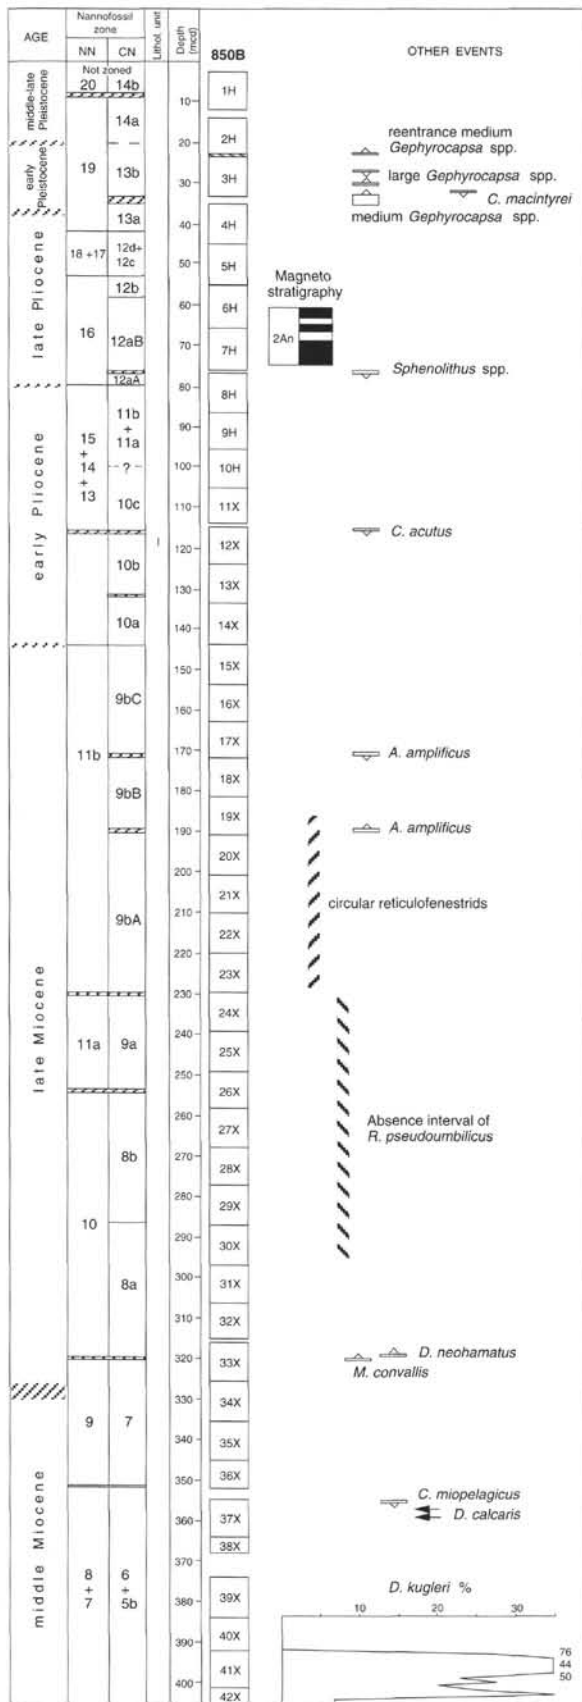 AGE
Nannofossil
zone
NN
CN
Lithol. unit
Depth
(mcd)
850B
OTHER EVENTS
middle-late
Pleistocene
early
Pleistocene
late Pliocene
early Pliocene
late Miocene
middle Miocene
Not zoned
20
19
18 +17
16
15
+
14
+
13
11b
11a
10
9
8
+
7
14b
14a
13b
13a
12d+
12c
12b
12aB
12aA
11b
+
11a
--?--
10c
10b
10a
9bC
9bB
9bA
9a
8b
8a
7
6
+
5b
I
10
20
30
40
50
60
70
80
90
100
110
120
130
140
150
160
170
180
190
200
210
220
230
240
250
260
270
280
290
300
310
320
330
340
350
360
370
380
390
400
1H
2H
3H
4H
5H
6H
7H
8H
9H
10H
11X
12X
13X
14X
15X
16X
17X
18X
19X
20X
21X
22X
23X
24X
25X
26X
27X
28X
29X
30X
31X
32X
33X
34X
35X
36X
37X
38X
39X
40X
41X
42X
reentrance medium
Gephyrocapsa spp.
large Gephyrocapsa spp.
C. macintyrei
medium Gephyrocapsa spp.
Magneto
stratigraphy
2An
Sphenolithus spp.
C. acutus
A. amplificus
A. amplificus
circular reticulofenestrids
Absence interval of
R. pseudoumbilicus
D. neohamatus
M. convallis
C. miopelagicus
D. calcaris
D. kugleri %
10
20
30
76
44
50